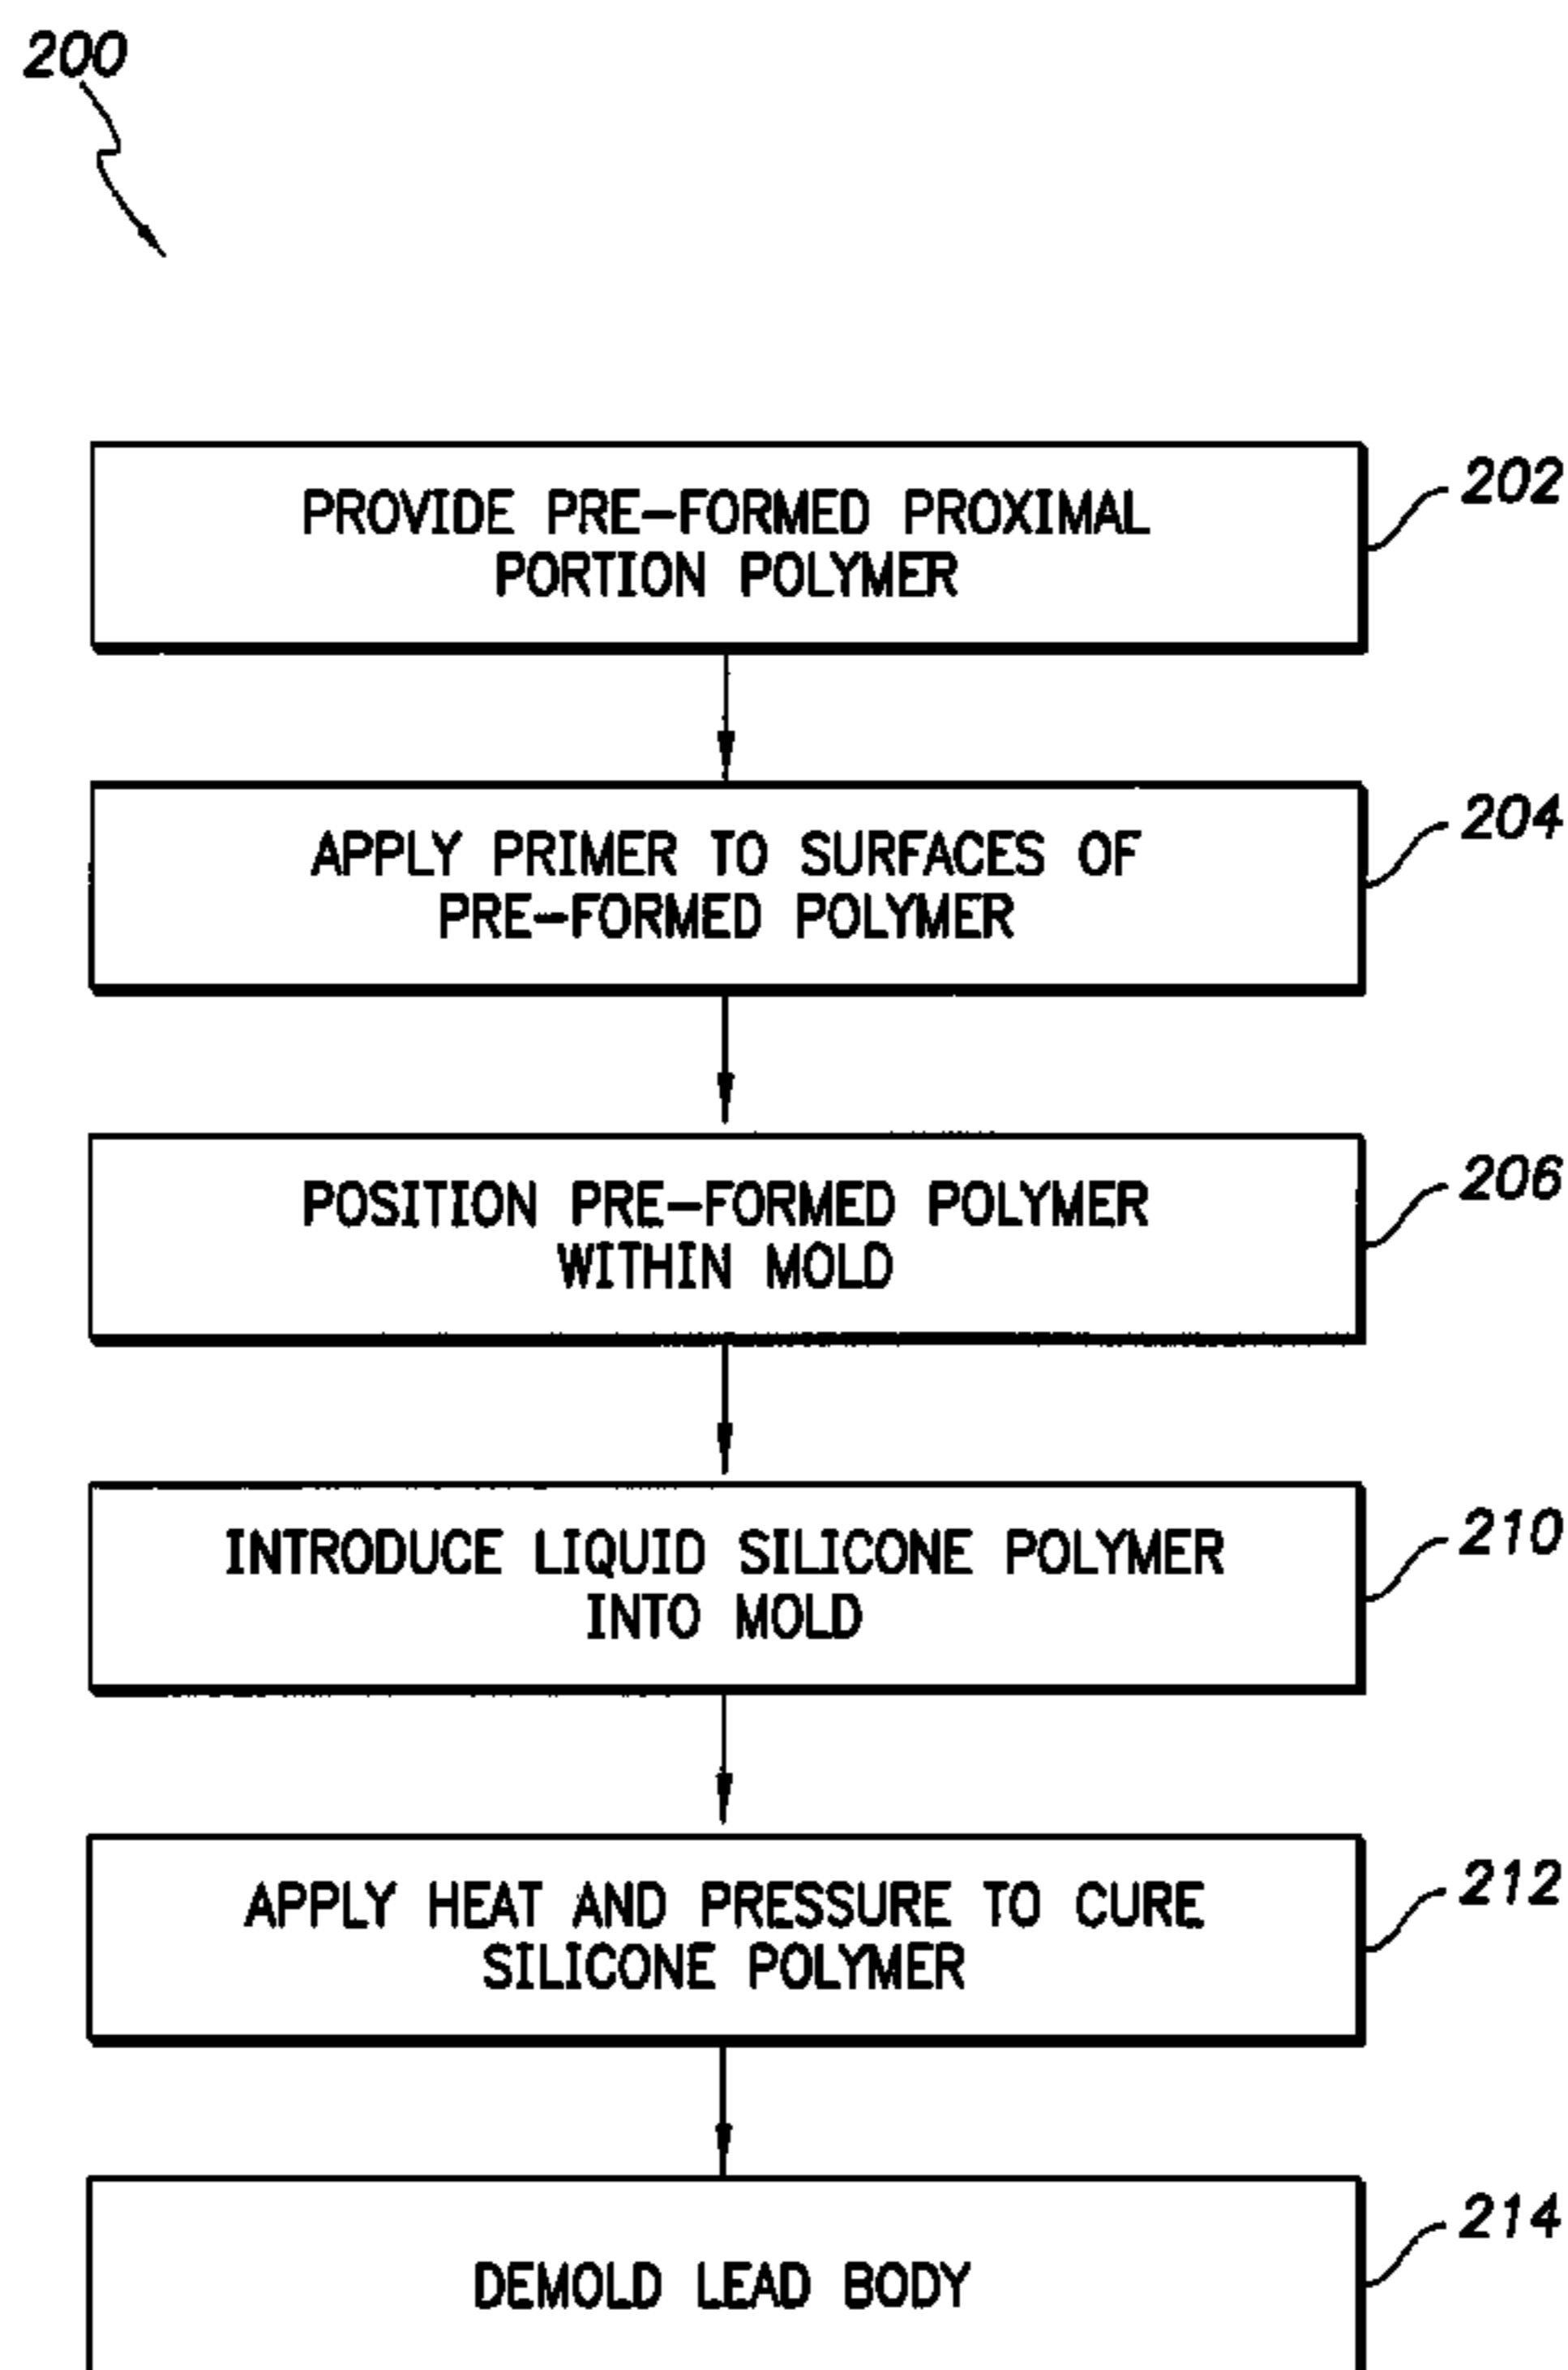 200
PROVIDE PRE-FORMED PROXIMAL
PORTION POLYMER
202
APPLY PRIMER TO SURFACES OF
PRE-FORMED POLYMER
204
POSITION PRE-FORMED POLYMER
WITHIN MOLD
206
INTRODUCE LIQUID SILICONE POLYMER
INTO MOLD
210
APPLY HEAT AND PRESSURE TO CURE
SILICONE POLYMER
212
DEMOLD LEAD BODY
214